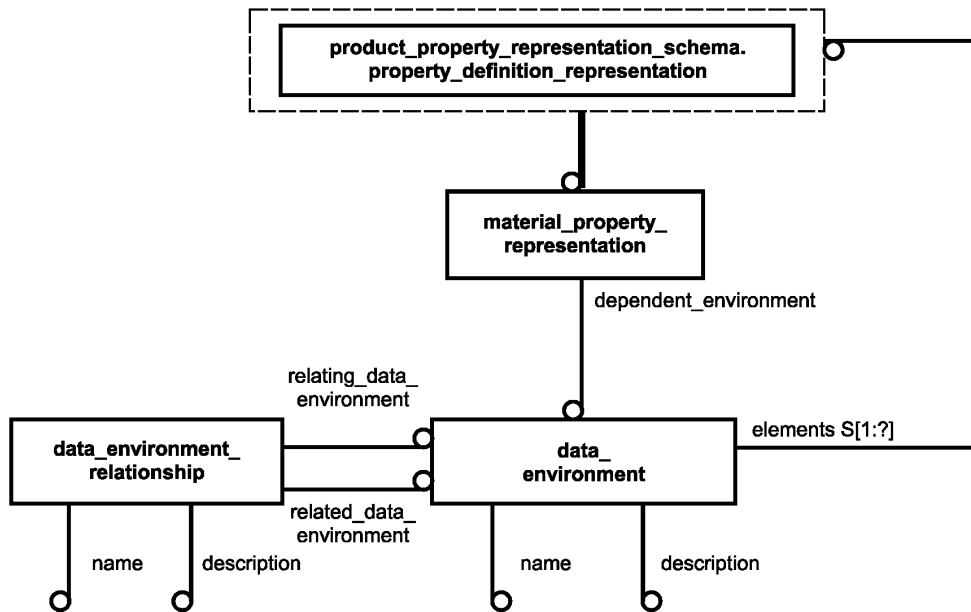 product_property_representation_schema.
property_definition_representation
material_property_
representation
dependent_environment
relating_data_
environment
data_environment_
relationship
data_
environment
elements S[1:?]
related_data_
environment
name
description
name
description